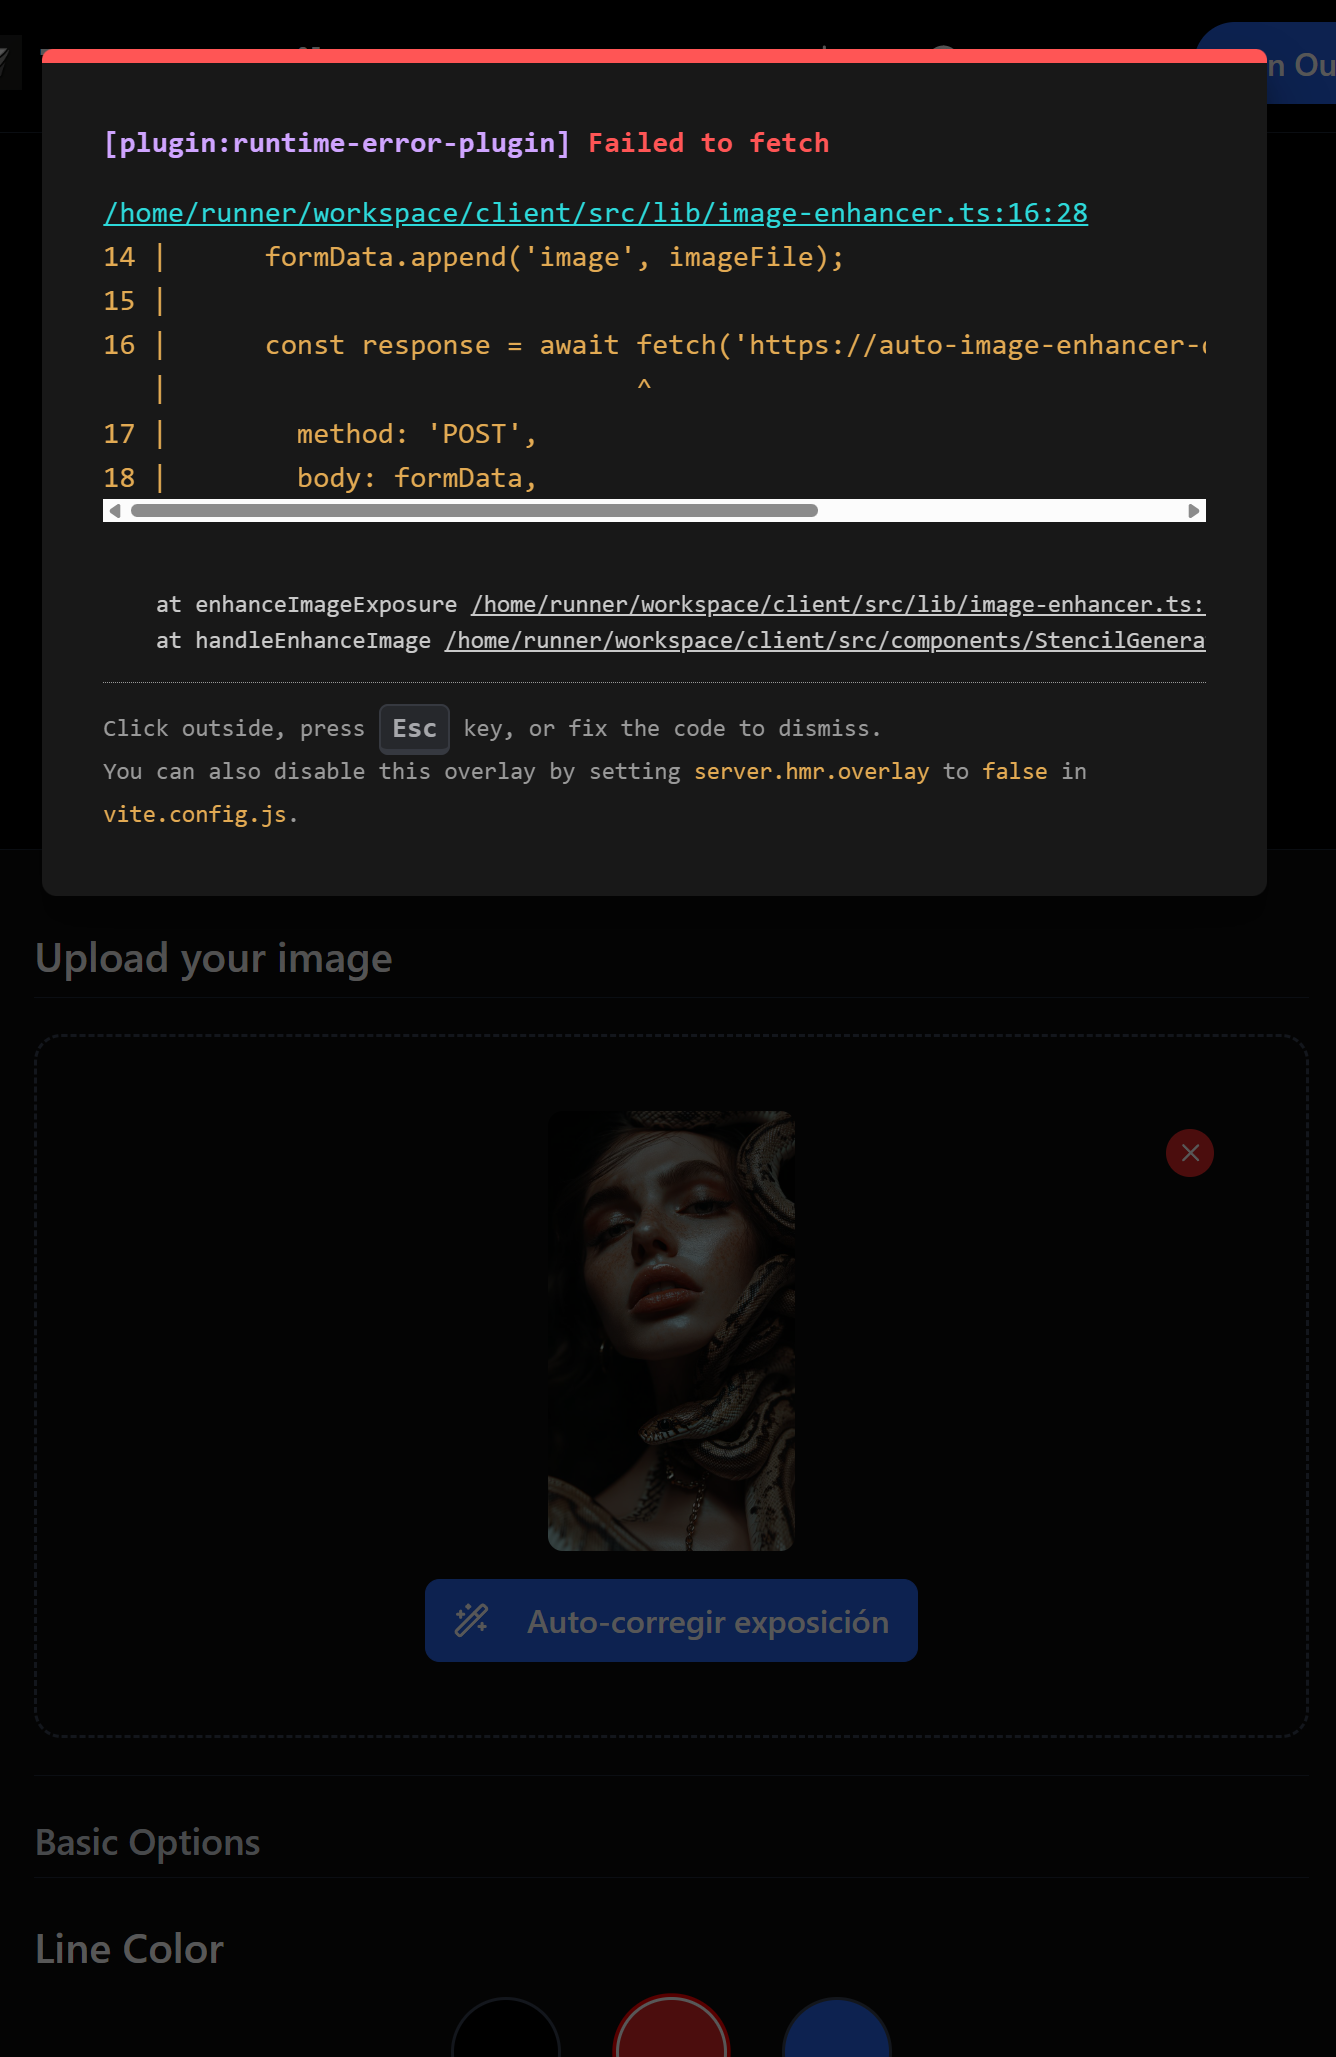 n Ou
[plugin:runtime-error-plugin] Failed to fetch
/home/runner/workspace/client/src/lib/image-enhancer.ts:16:28
14 | formData.append('image', imageFile);
15 |
16 | const response = await fetch('https://auto-image-enhancer-
| ^
17 | method: 'POST',
18 | body: formData,
at enhanceImageExposure /home/runner/workspace/client/src/lib/image-enhancer.ts:
at handleEnhanceImage /home/runner/workspace/client/src/components/StencilGenera
Click outside, press Esc key, or fix the code to dismiss.
You can also disable this overlay by setting server.hmr.overlay to false in
vite.config.js.
Upload your image
Auto-corregir exposición
Basic Options
Line Color